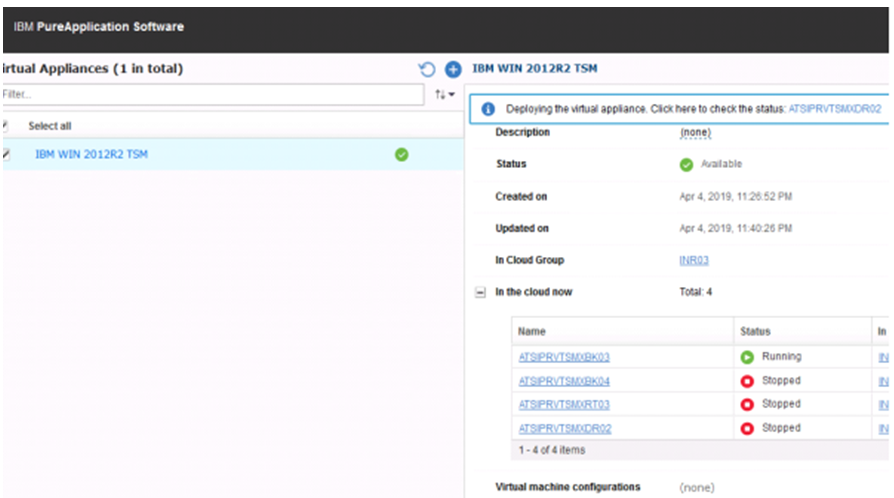 IBM PureApplication Software
irtual Appliances (1 in total)
Filter...
Select all
IBM WIN 2012R2 TSM
IBM WIN 2012R2 TSM
Deploying the virtual appliance. Click here to check the status: ATSIPRVTSMXDR02
Description (none)
Status Available
Created on Apr 4, 2019, 11:26:52 PM
Updated on Apr 4, 2019, 11:40:26 PM
In Cloud Group INR03
In the cloud now Total: 4
Name Status In
ATSIPRVTSMXBK03 Running IN
ATSIPRVTSMXBK04 Stopped IN
ATSIPRVTSMXRT03 Stopped IN
ATSIPRVTSMXDR02 Stopped IN
1 - 4 of 4 items
Virtual machine configurations (none)